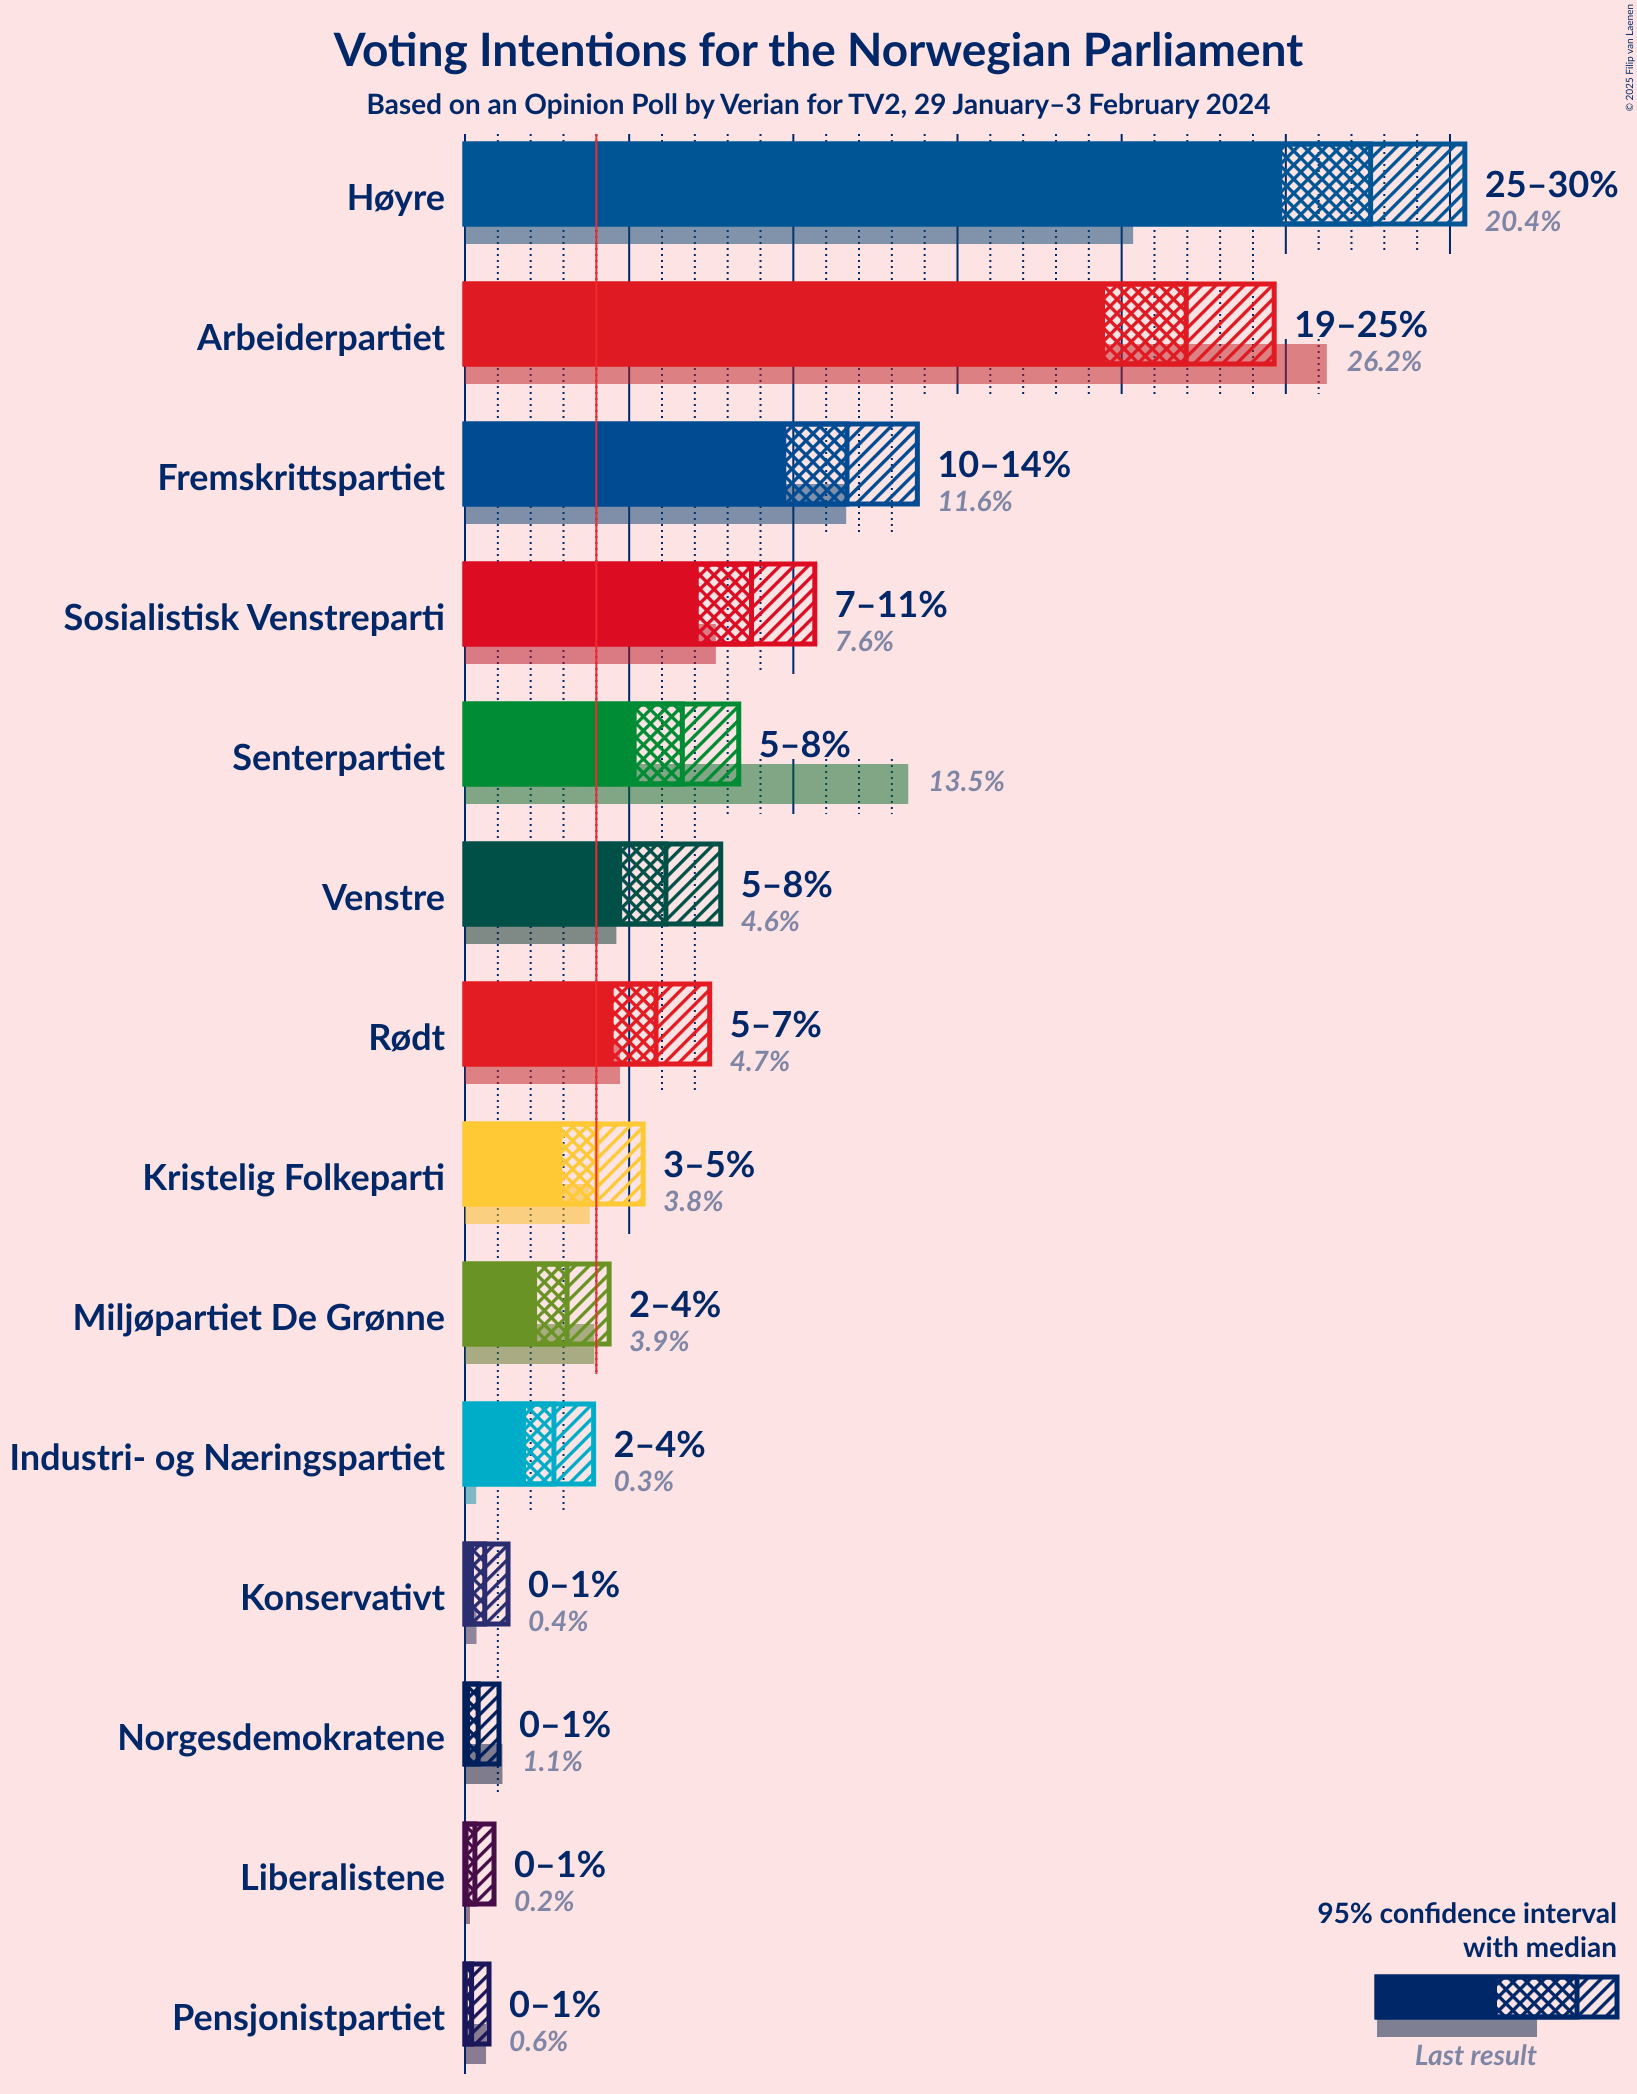 © 2025 Filip van Laenen
Voting Intentions for the Norwegian Parliament
Based on an Opinion Poll by Verian for TV2, 29 January–3 February 2024
Høyre
25–30%
20.4%
Arbeiderpartiet
19–25%
26.2%
Fremskrittspartiet
10–14%
11.6%
Sosialistisk Venstreparti
7–11%
7.6%
Senterpartiet
5–8%
13.5%
Venstre
5–8%
4.6%
Rødt
5–7%
4.7%
Kristelig Folkeparti
3–5%
3.8%
Miljøpartiet De Grønne
2–4%
3.9%
Industri- og Næringspartiet
2–4%
0.3%
Konservativt
0–1%
0.4%
Norgesdemokratene
0–1%
1.1%
Liberalistene
0–1%
0.2%
Pensjonistpartiet
0–1%
0.6%
95% confidence interval
with median
Last result